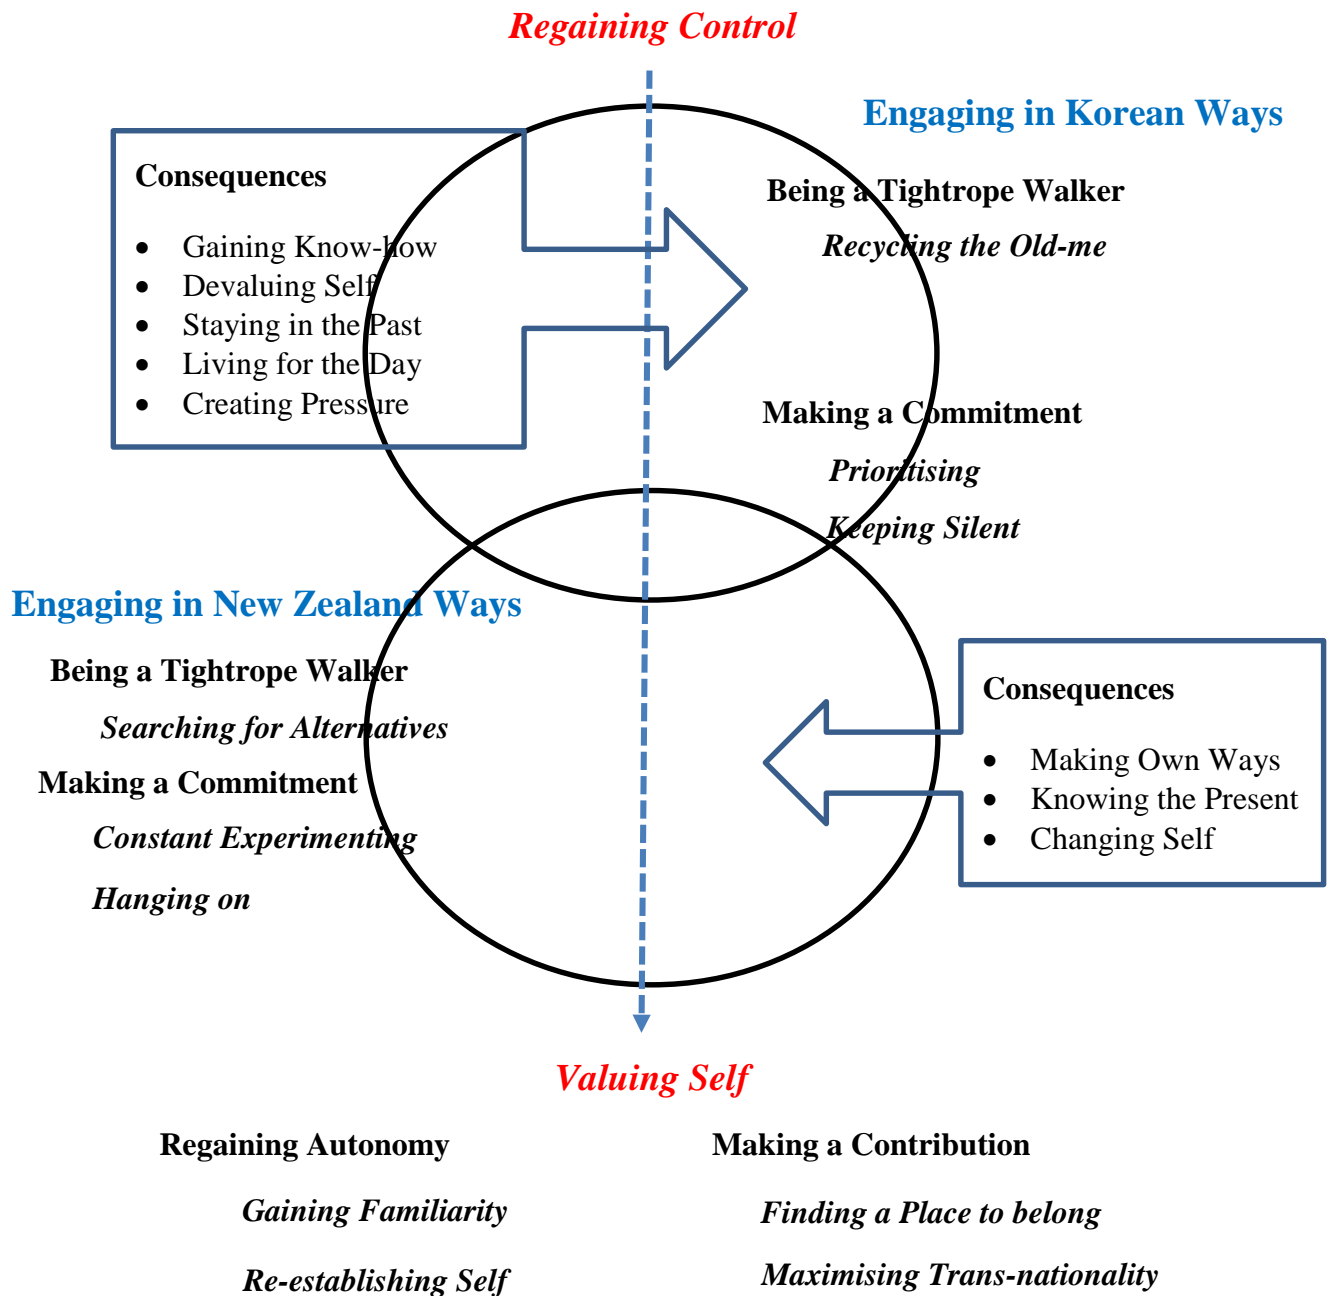 Regaining Control
Engaging in Korean Ways
Consequences
• Gaining Know-how
• Devaluing Self
• Staying in the Past
• Living for the Day
• Creating Pressure
Being a Tightrope Walker
Recycling the Old-me
Making a Commitment
Prioritising
Keeping Silent
Engaging in New Zealand Ways
Being a Tightrope Walker
Searching for Alternatives
Making a Commitment
Constant Experimenting
Hanging on
Consequences
• Making Own Ways
• Knowing the Present
• Changing Self
Valuing Self
Regaining Autonomy
Gaining Familiarity
Re-establishing Self
Making a Contribution
Finding a Place to belong
Maximising Trans-nationality